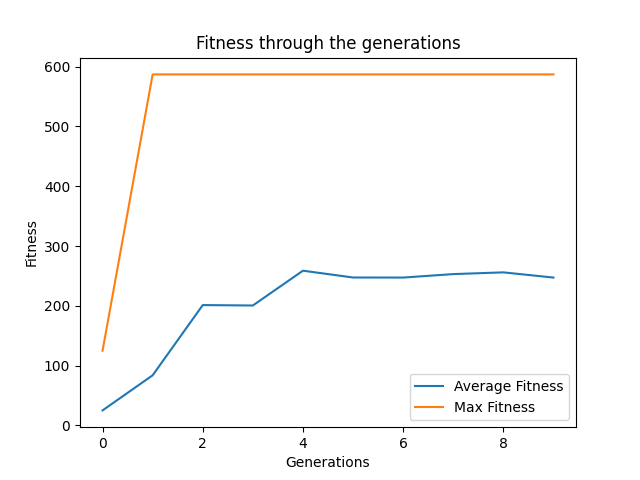 Fitness through the generations
600
500
400
300
200
100
0
Fitness
0 2 4 6 8
Generations
Average Fitness
Max Fitness